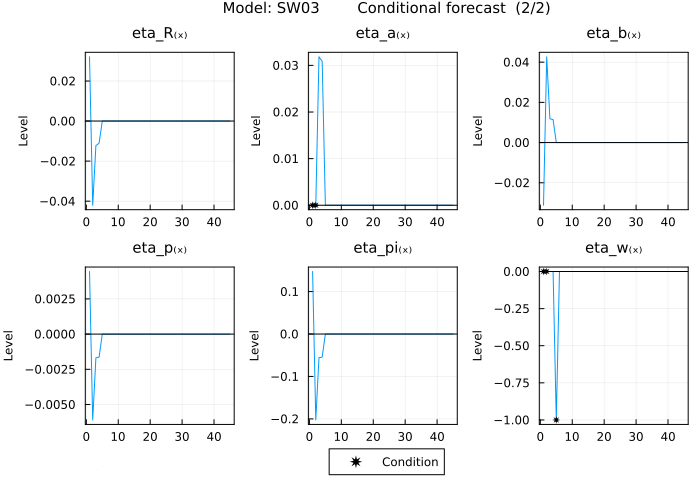 Model: SW03 Conditional forecast (2/2)
eta_R₍ₓ₎ eta_a₍ₓ₎ eta_b₍ₓ₎
Level
0.02
0.00
−0.02
−0.04
0 10 20 30 40
Level
0.03
0.02
0.01
0.00
0 10 20 30 40
Level
0.04
0.02
0.00
−0.02
0 10 20 30 40
eta_p₍ₓ₎ eta_pi₍ₓ₎ eta_w₍ₓ₎
Level
0.0025
0.0000
−0.0025
−0.0050
0 10 20 30 40
Level
0.1
0.0
−0.1
−0.2
0 10 20 30 40
Level
0.00
−0.25
−0.50
−0.75
−1.00
0 10 20 30 40
Condition